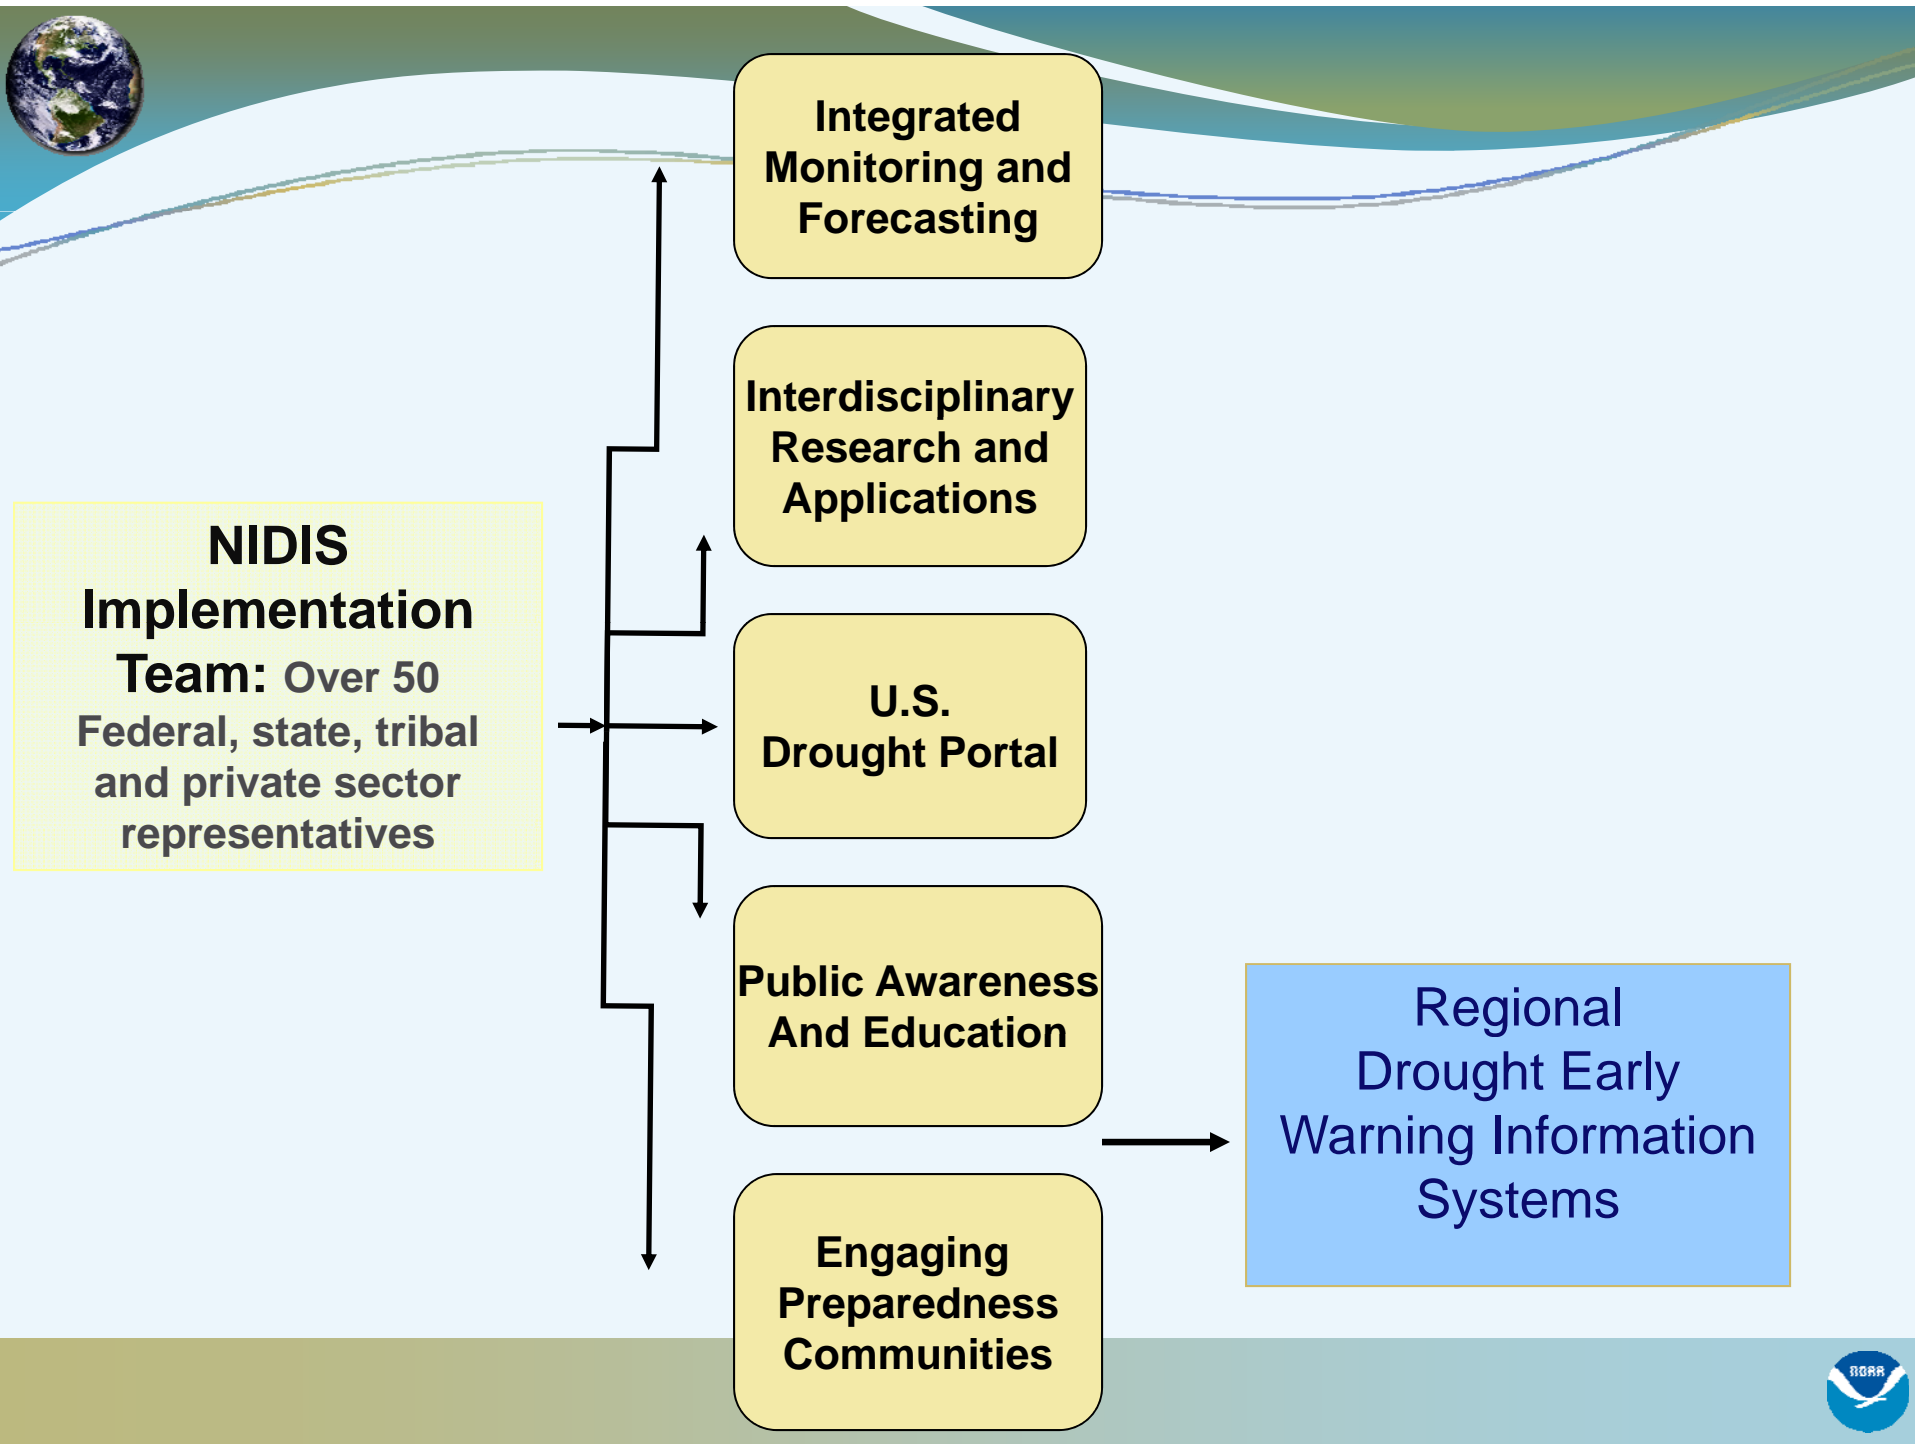 Integrated
Monitoring and
Forecasting
Interdisciplinary
Research and
Applications
NIDIS
Implementation
Team: Over 50
Federal, state, tribal
and private sector
representatives
U.S.
Drought Portal
Public Awareness
And Education
Regional
Drought Early
Warning Information
Systems
Engaging
Preparedness
Communities
noaa